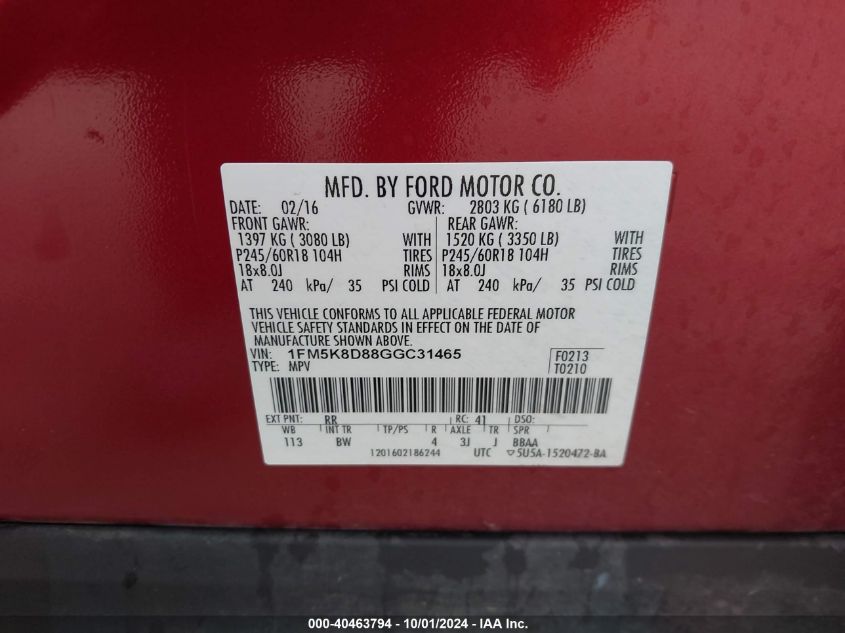 MFD. BY FORD MOTOR CO.
DATE: 02/16 GVWR: 2803 KG ( 6180 LB)
FRONT GAWR: REAR GAWR:
1397 KG ( 3080 LB) WITH 1520 KG ( 3350 LB) WITH
P245/60R18 104H TIRES P245/60R18 104H TIRES
18x8.0J RIMS 18x8.0J RIMS
AT 240 kPa/ 35 PSI COLD AT 240 kPa/ 35 PSI COLD
THIS VEHICLE CONFORMS TO ALL APPLICABLE FEDERAL MOTOR
VEHICLE SAFETY STANDARDS IN EFFECT ON THE DATE OF
MANUFACTURE SHOWN ABOVE.
VIN: 1FM5K8D88GGC31465 F0213
TYPE: MPV T0210
EXT PNT: RR RC: 41 DSO:
WB INT TR TP/PS R AXLE TR SPR
113 BW 4 3J J BBAA
1201602186244 UTC ▽5U5A-1520472-BA
000-40463794 - 10/01/2024 - IAA Inc.